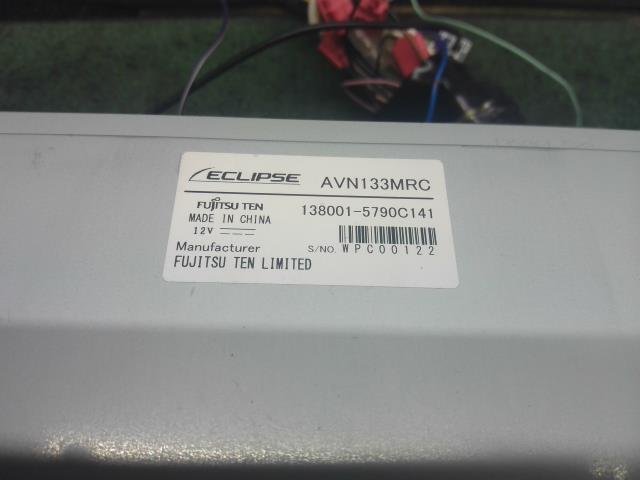 ECLIPSE AVN133MRC
FUJITSU TEN 138001-5790C141
MADE IN CHINA
12V
S/NO. WPC00122
Manufacturer
FUJITSU TEN LIMITED